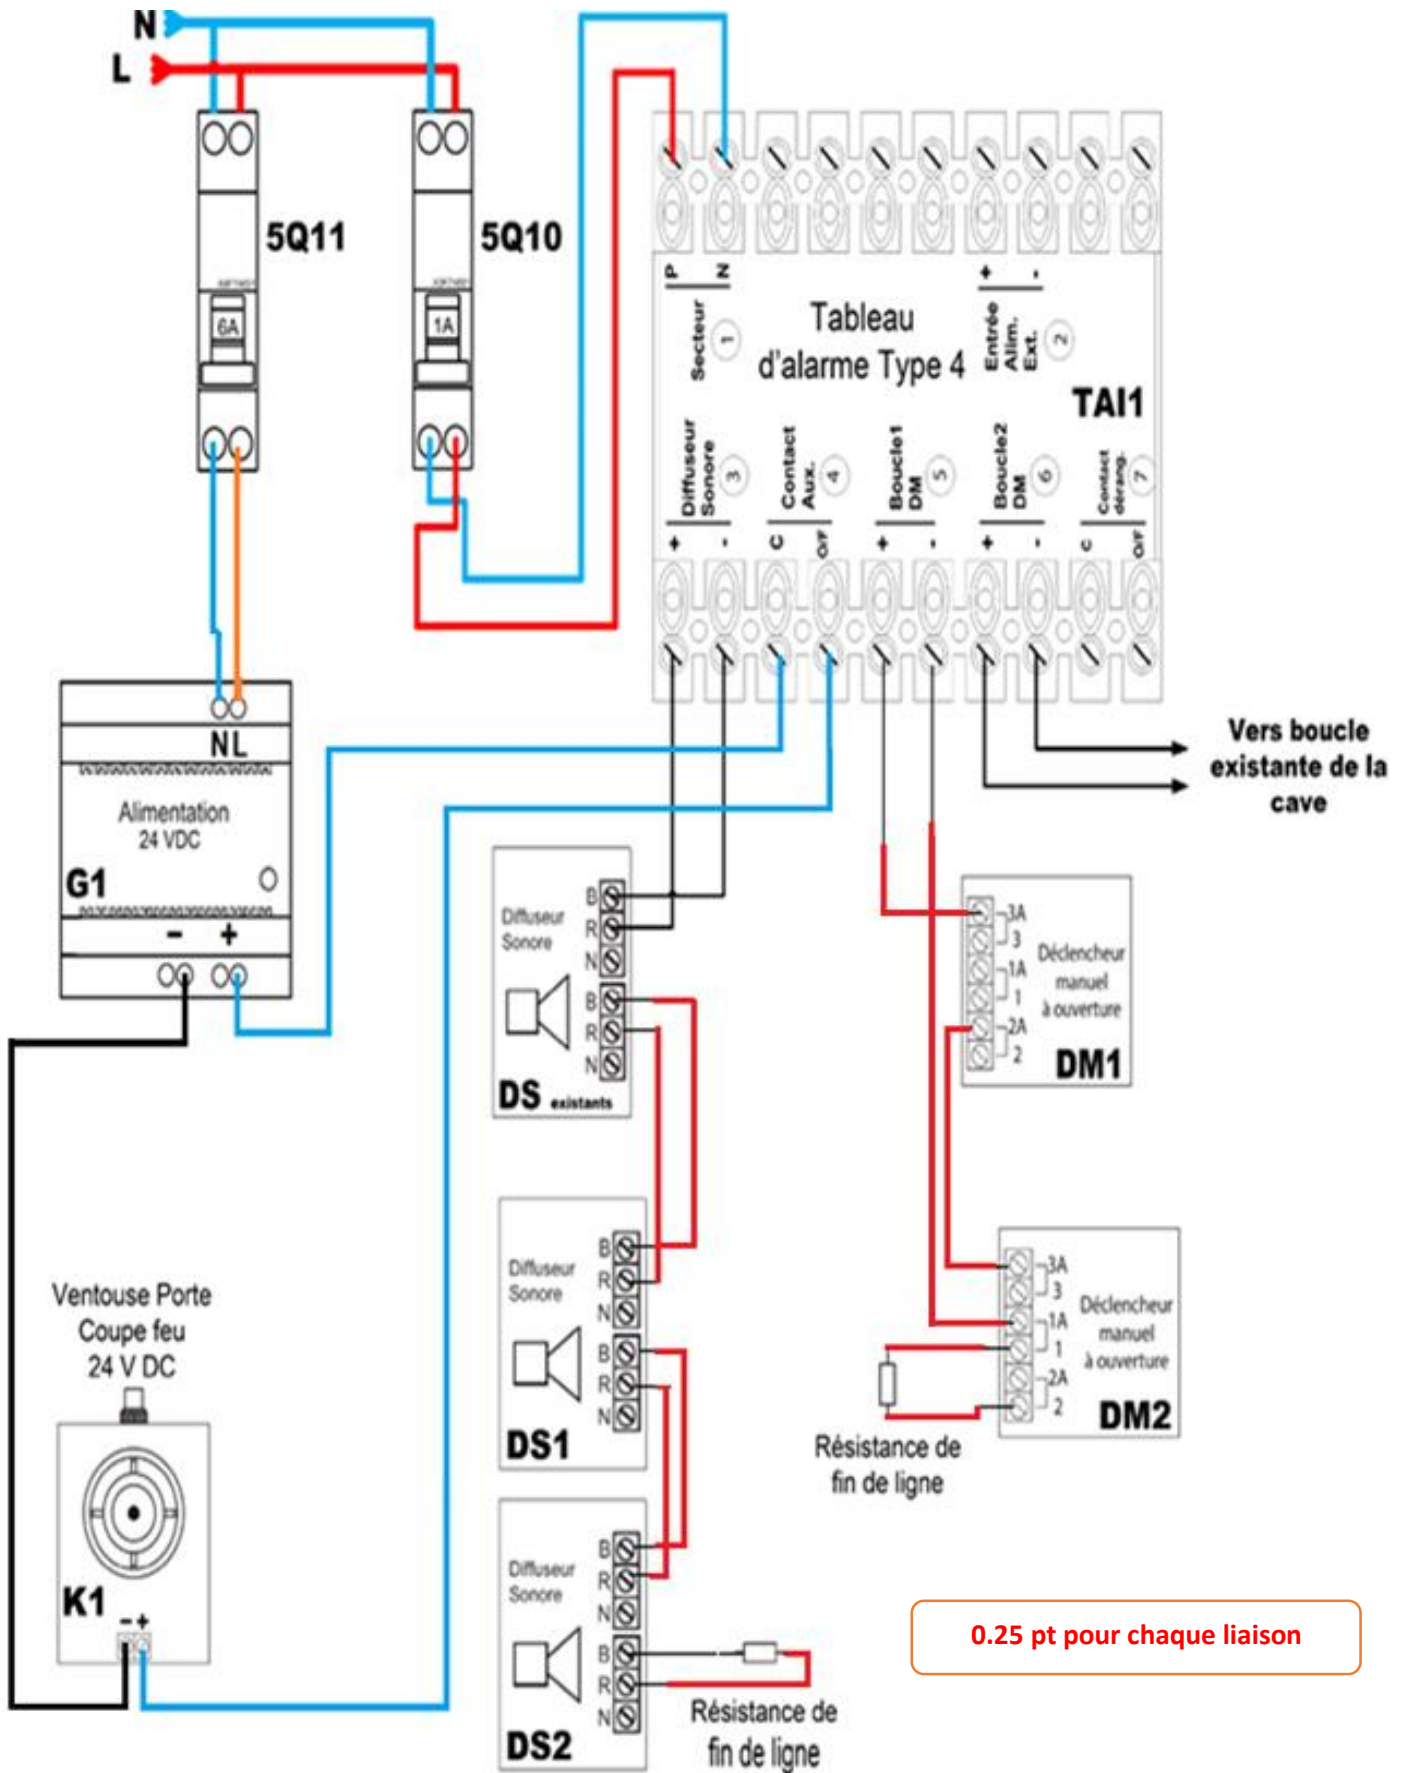 N
L
5Q11
5Q10
6A
1A
P
N
Secteur
1
Tableau
d'alarme Type 4
+
-
Entrée
Alim.
Ext.
2
TAI1
Diffuseur
Sonore
3
+
-
Contact
Aux.
4
C
O/F
Boucle1
DM
5
+
-
Boucle2
DM
6
+
-
Contact
dérang.
7
C
O/F
Vers boucle
existante de la
cave
N L
Alimentation
24 VDC
G1
- +
Diffuseur
Sonore
B
R
N
B
R
N
DS existants
3A
3
1A
1
2A
2
Déclencheur
manuel
à ouverture
DM1
Diffuseur
Sonore
B
R
N
B
R
N
DS1
3A
3
1A
1
2A
2
Déclencheur
manuel
à ouverture
DM2
Résistance de
fin de ligne
Ventouse Porte
Coupe feu
24 V DC
K1
- +
Diffuseur
Sonore
B
R
N
B
R
N
DS2
Résistance de
fin de ligne
0.25 pt pour chaque liaison